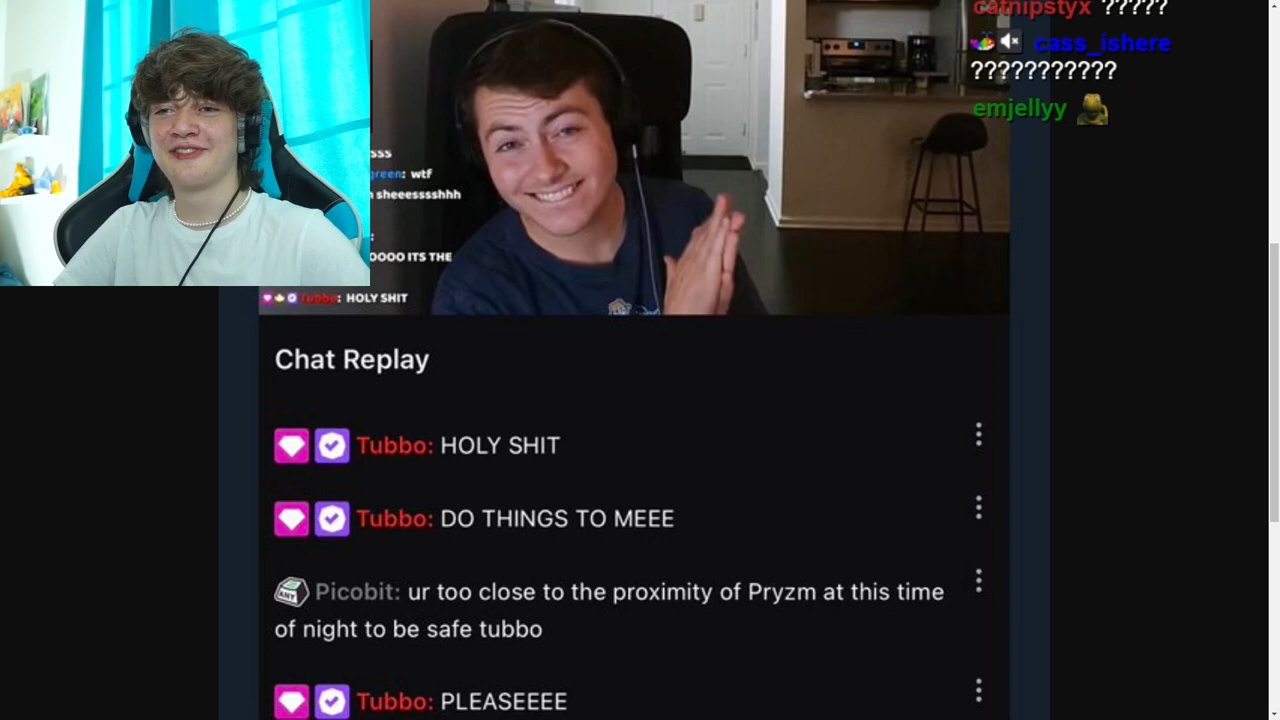 catnipstyx ?????
cass_ishere
???????????
emjellyy
sss
green: wtf
sheeesssshhh
:
OOOO ITS THE
Tubbo: HOLY SHIT
Chat Replay
Tubbo: HOLY SHIT
Tubbo: DO THINGS TO MEEE
ANY Picobit: ur too close to the proximity of Pryzm at this time
of night to be safe tubbo
Tubbo: PLEASEEEE